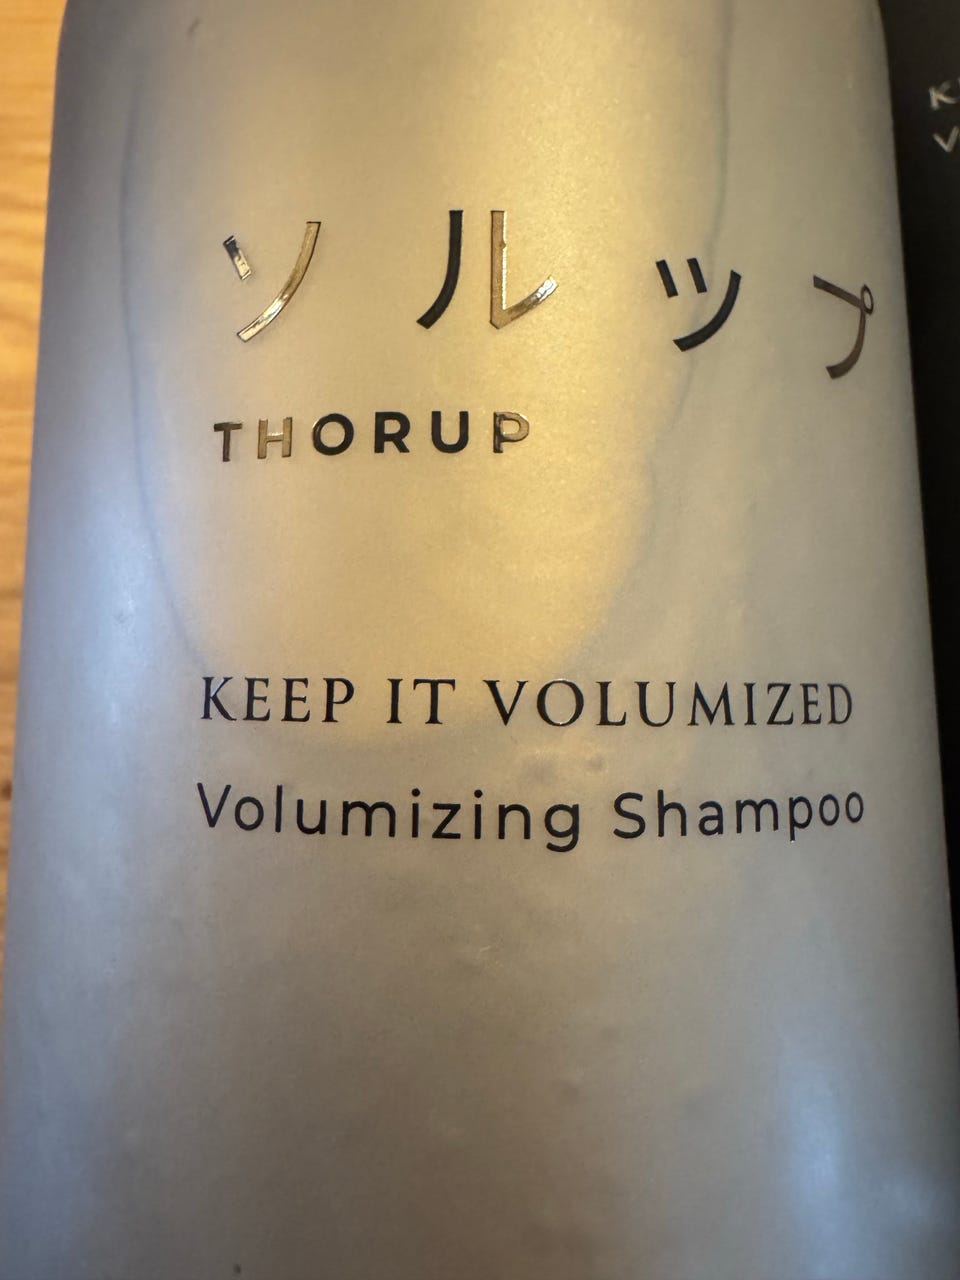 ソルップ
THORUP
KEEP IT VOLUMIZED
Volumizing Shampoo